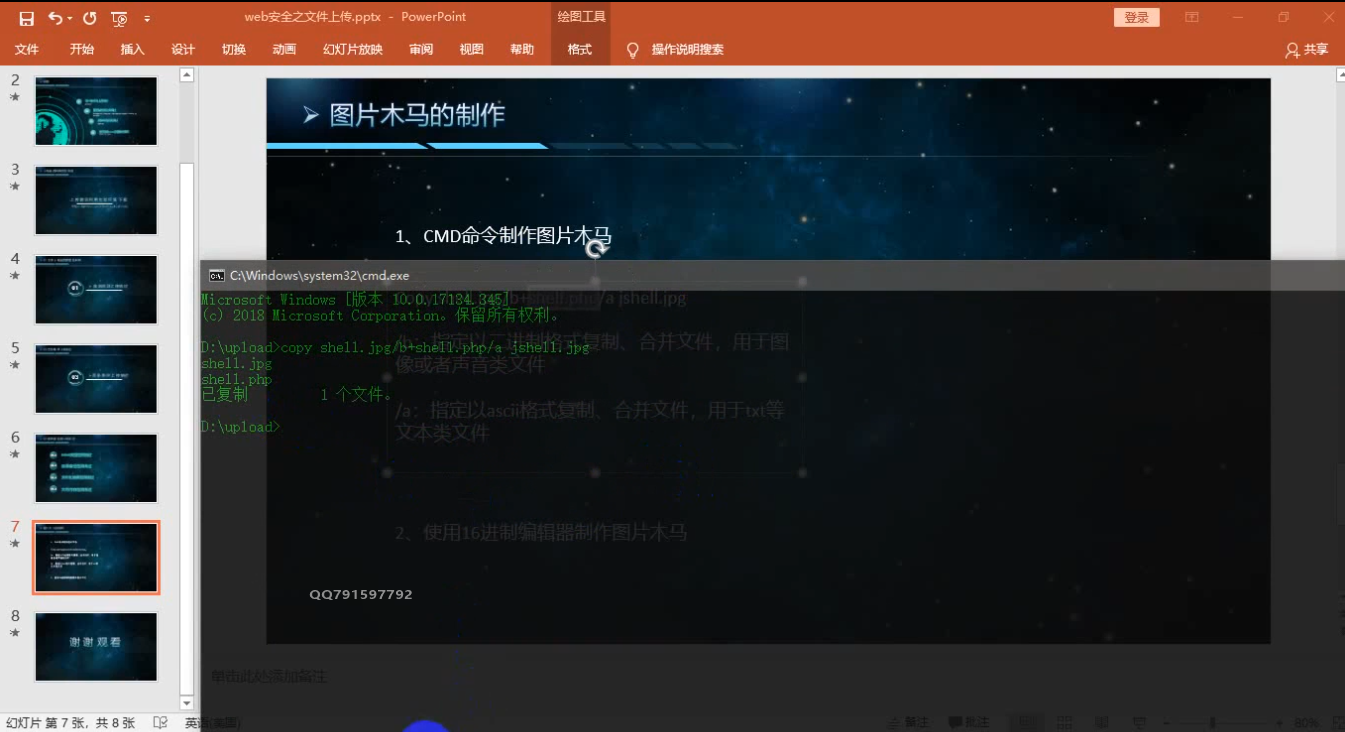 web安全之文件上传.pptx - PowerPoint
绘图工具
登录
文件 开始 插入 设计 切换 动画 幻灯片放映 审阅 视图 帮助 格式 操作说明搜索 共享
2
3
4
5
6
7
8
谢谢观看
图片木马的制作
1、CMD命令制作图片木马
C:\Windows\system32\cmd.exe
Microsoft Windows [版本 10.0.17134.345]
(c) 2018 Microsoft Corporation。保留所有权利。
D:\upload>copy shell.jpg/b+shell.php/a jshell.jpg
shell.jpg
shell.php
已复制 1 个文件。
D:\upload>
b+shell.php/a jshell.jpg
/b：指定以二进制格式复制、合并文件，用于图
像或者声音类文件
/a：指定以ascii格式复制、合并文件，用于txt等
文本类文件
2、使用16进制编辑器制作图片木马
QQ791597792
单击此处添加备注
幻灯片 第 7 张，共 8 张 英语(美国) 备注 批注 80%